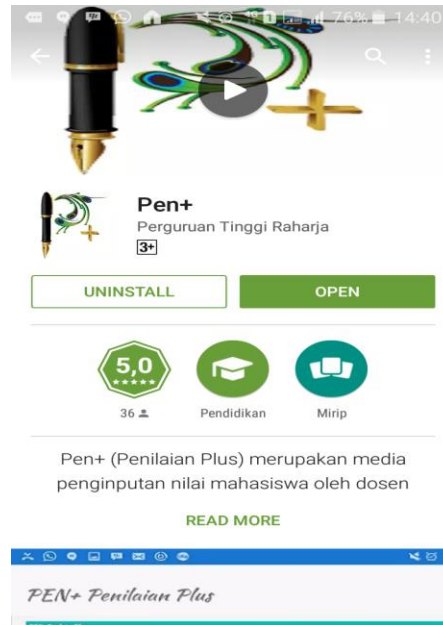 76% 14:40
Pen+
Perguruan Tinggi Raharja
3+
UNINSTALL
OPEN
5,0
36
Pendidikan
Mirip
Pen+ (Penilaian Plus) merupakan media
penginputan nilai mahasiswa oleh dosen
READ MORE
PEN+ Penilaian Plus